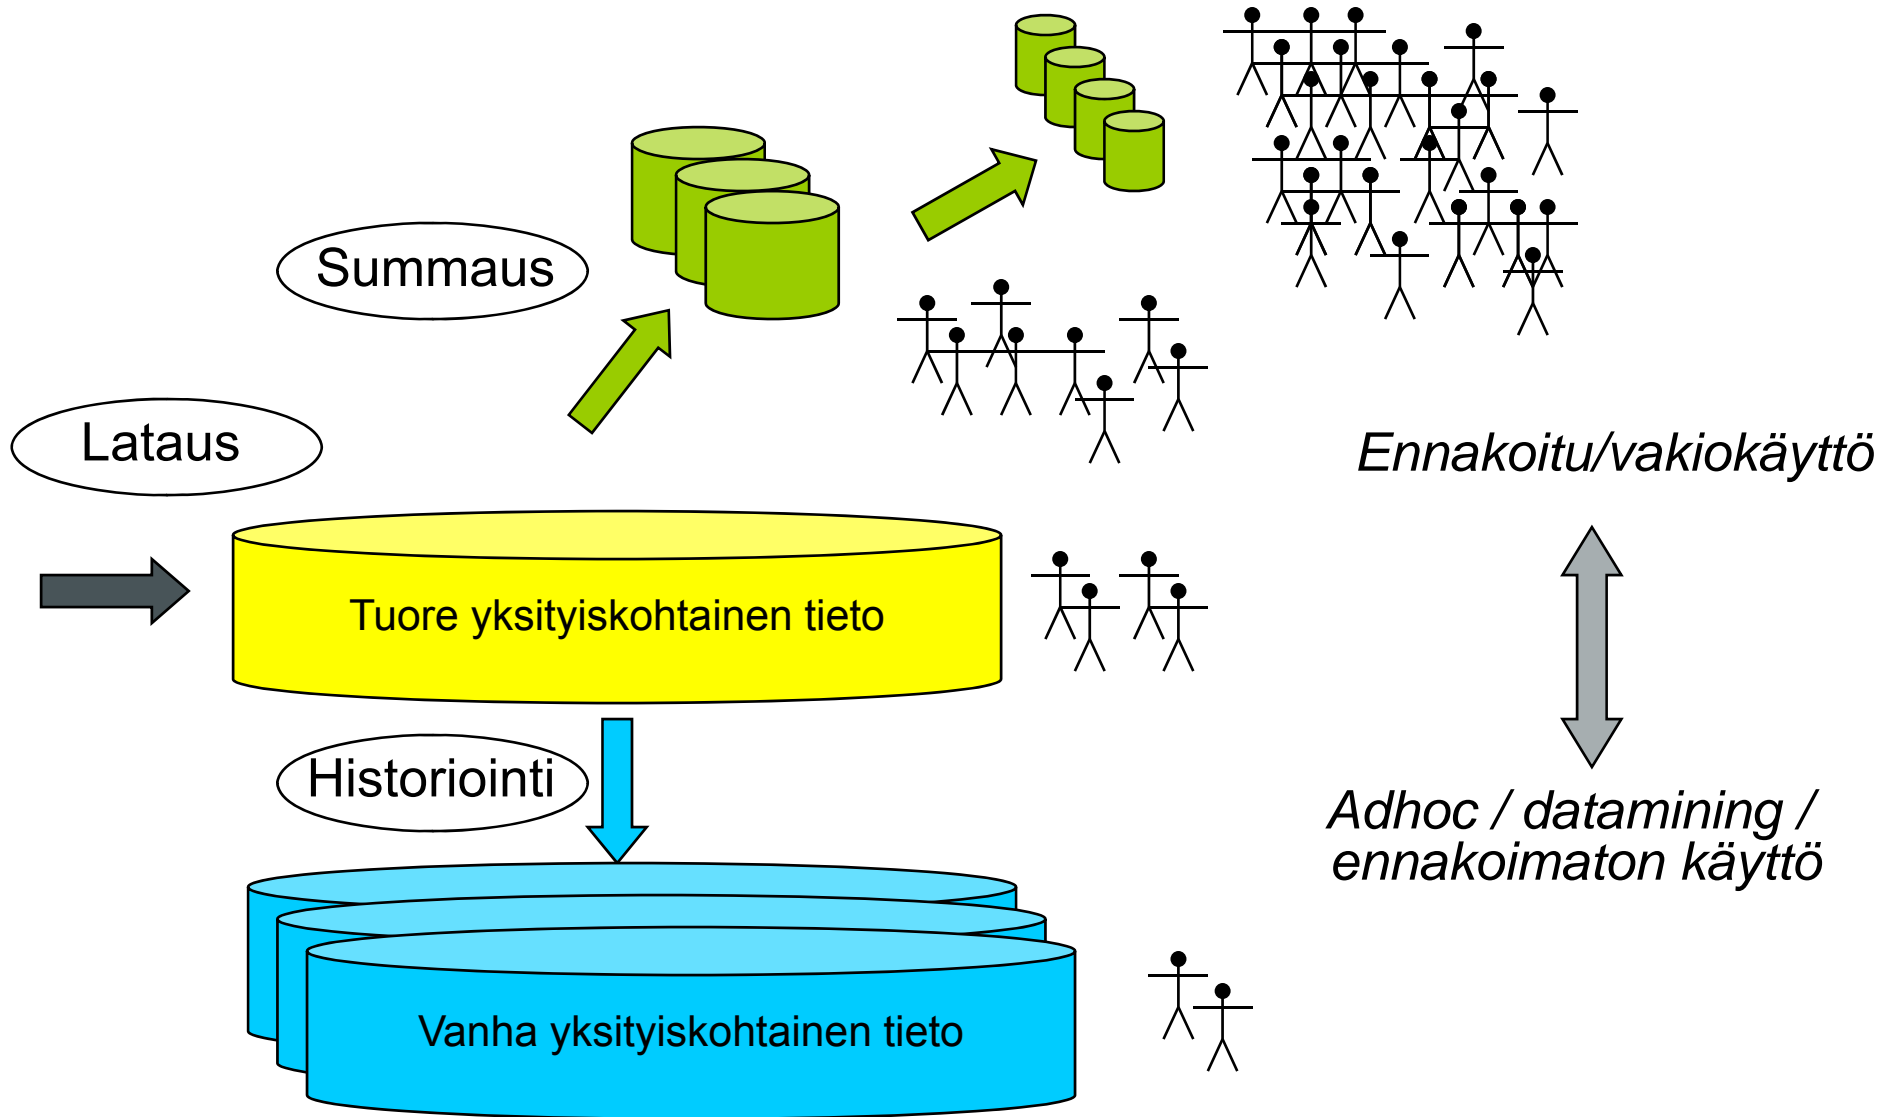 Summaus
Lataus
Ennakoitu/vakiokäyttö
Tuore yksityiskohtainen tieto
Historiointi
Adhoc / datamining /
ennakoimaton käyttö
Vanha yksityiskohtainen tieto